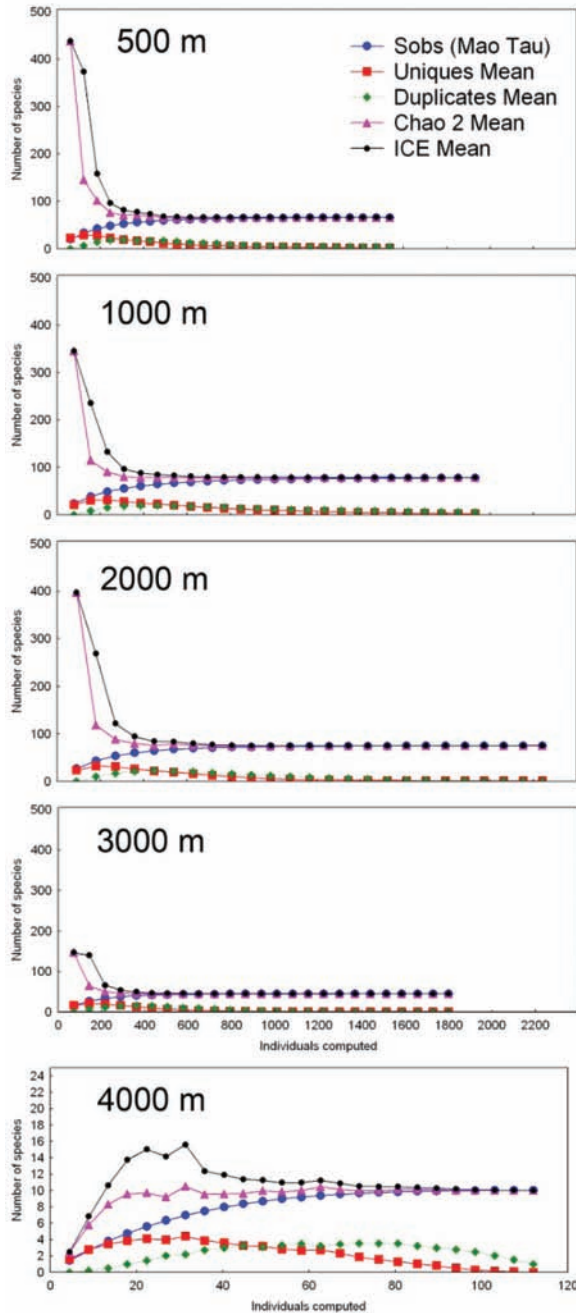 500 m
Sobs (Mao Tau)
Uniques Mean
Duplicates Mean
Chao 2 Mean
ICE Mean
Number of species
500
400
300
200
100
0
1000 m
Number of species
500
400
300
200
100
0
2000 m
Number of species
500
400
300
200
100
0
3000 m
Number of species
500
400
300
200
100
0
0 200 400 600 800 1000 1200 1400 1600 1800 2000 2200
Individuals computed
4000 m
Number of species
24
22
20
18
16
14
12
10
8
6
4
2
0
0 20 40 60 80 100 120
Individuals computed